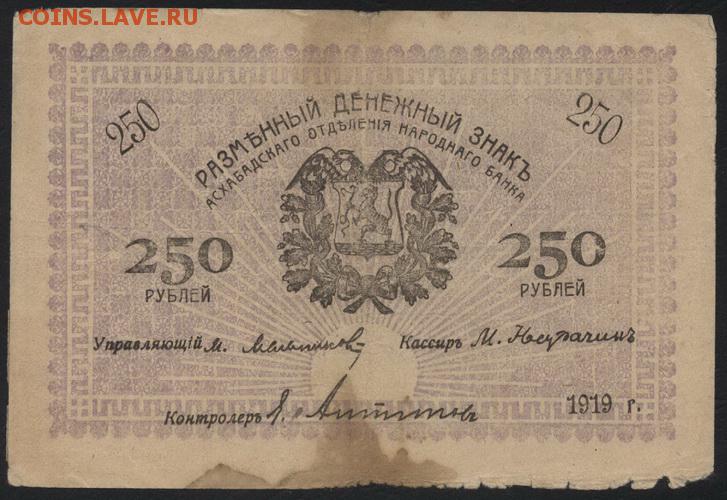 COINS.LAVE.RU
250
250
РАЗМѢННЫЙ ДЕНЕЖНЫЙ ЗНАКЪ
АСХАБАДСКАГО ОТДѢЛЕНІЯ НАРОДНАГО БАНКА
250
РУБЛЕЙ
250
РУБЛЕЙ
Управляющій М.
Кассиръ М.
Контролеръ
1919 г.